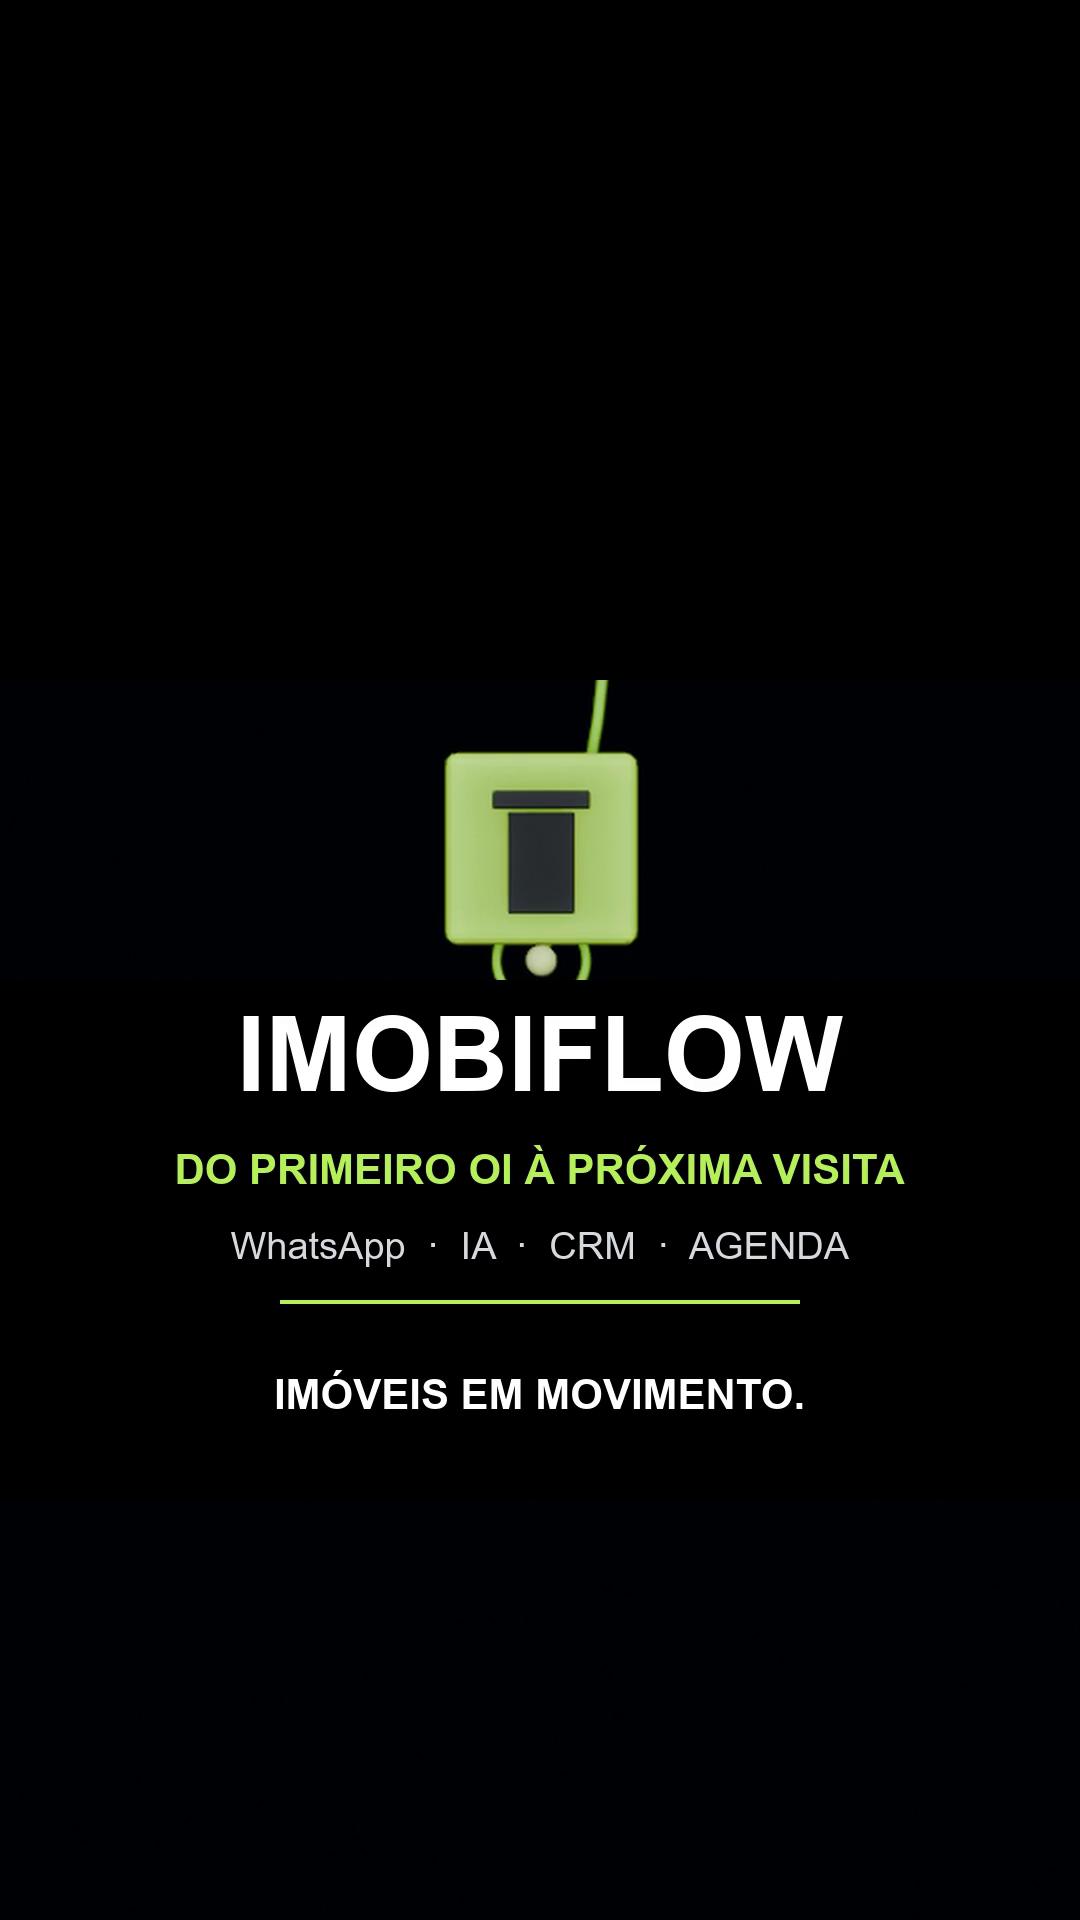 IMOBIFLOW
DO PRIMEIRO OI À PRÓXIMA VISITA
WhatsApp · IA · CRM · AGENDA
IMÓVEIS EM MOVIMENTO.